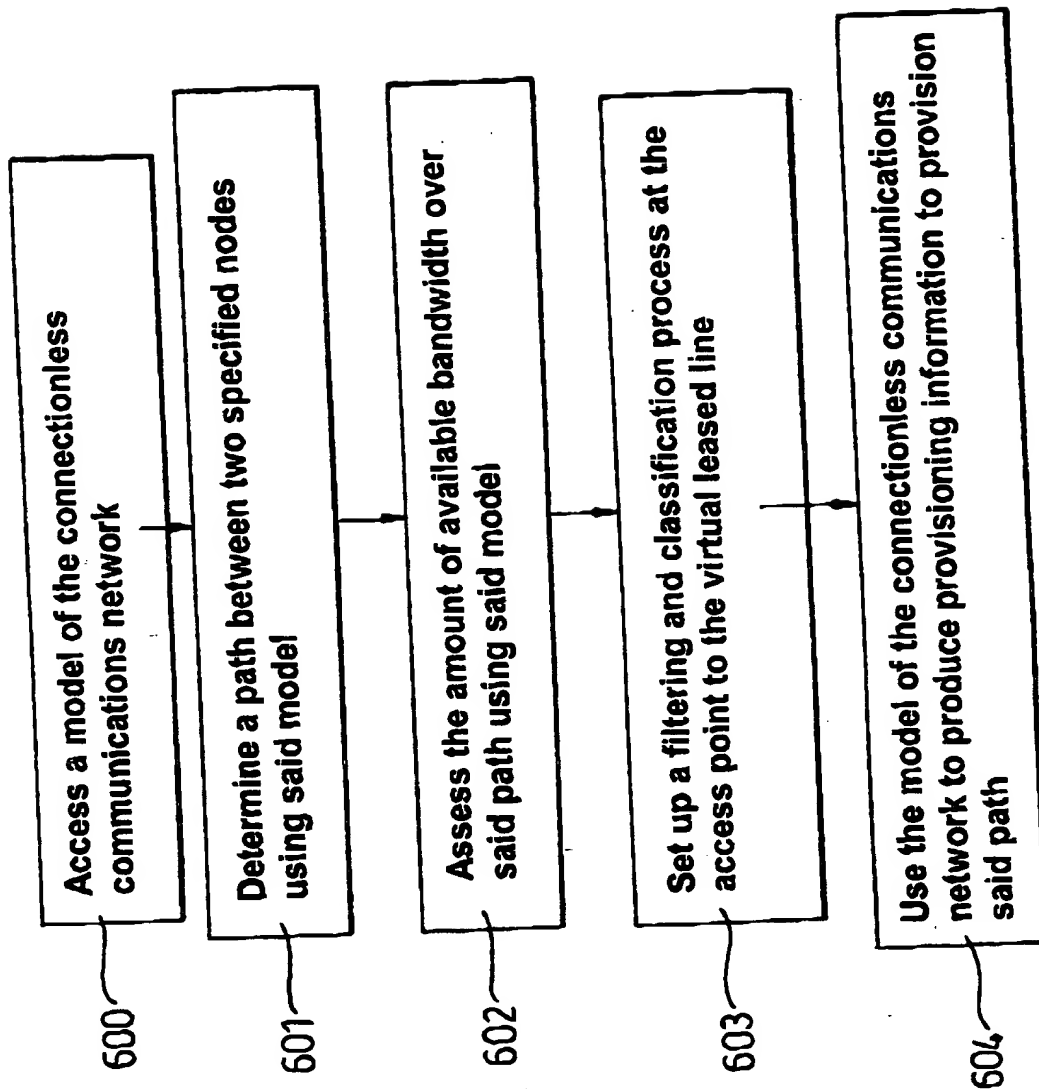 600
Access a model of the connectionless
communications network
601
Determine a path between two specified nodes
using said model
602
Assess the amount of available bandwidth over
said path using said model
603
Set up a filtering and classification process at the
access point to the virtual leased line
604
Use the model of the connectionless communications
network to produce provisioning information to provision
said path